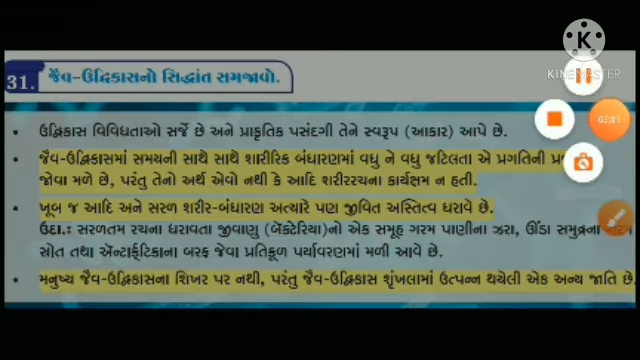 KINEMASTER
31. જૈવ-ઉદ્વિકાસનો સિદ્ધાંત સમજાવો.
03:81
• ઉદ્વિકાસ વિવિધતાઓ સર્જે છે અને પ્રાકૃતિક પસંદગી તેને સ્વરૂપ (આકાર) આપે છે.
• જૈવ-ઉદ્વિકાસમાં સમયની સાથે સાથે શારીરિક બંધારણમાં વધુ ને વધુ જટિલતા એ પ્રગતિની
જોવા મળે છે, પરંતુ તેનો અર્થ એવો નથી કે આદિ શરીરરચના કાર્યક્ષમ ન હતી.
• ખૂબ જ આદિ અને સરળ શરીર-બંધારણ અત્યારે પણ જીવિત અસ્તિત્વ ધરાવે છે.
ઉદા.: સરળતમ રચના ધરાવતા જીવાણુ (બૅક્ટેરિયા)નો એક સમૂહ ગરમ પાણીના ઝરા, ઊંડા સમુદ્રના
સ્રોત તથા ઍન્ટાર્ક્ટિકાના બરફ જેવા પ્રતિકૂળ પર્યાવરણમાં મળી આવે છે.
• મનુષ્ય જૈવ-ઉદ્વિકાસના શિખર પર નથી, પરંતુ જૈવ-ઉદ્વિકાસ શૃંખલામાં ઉત્પન્ન થયેલી એક અન્ય જાતિ છે.